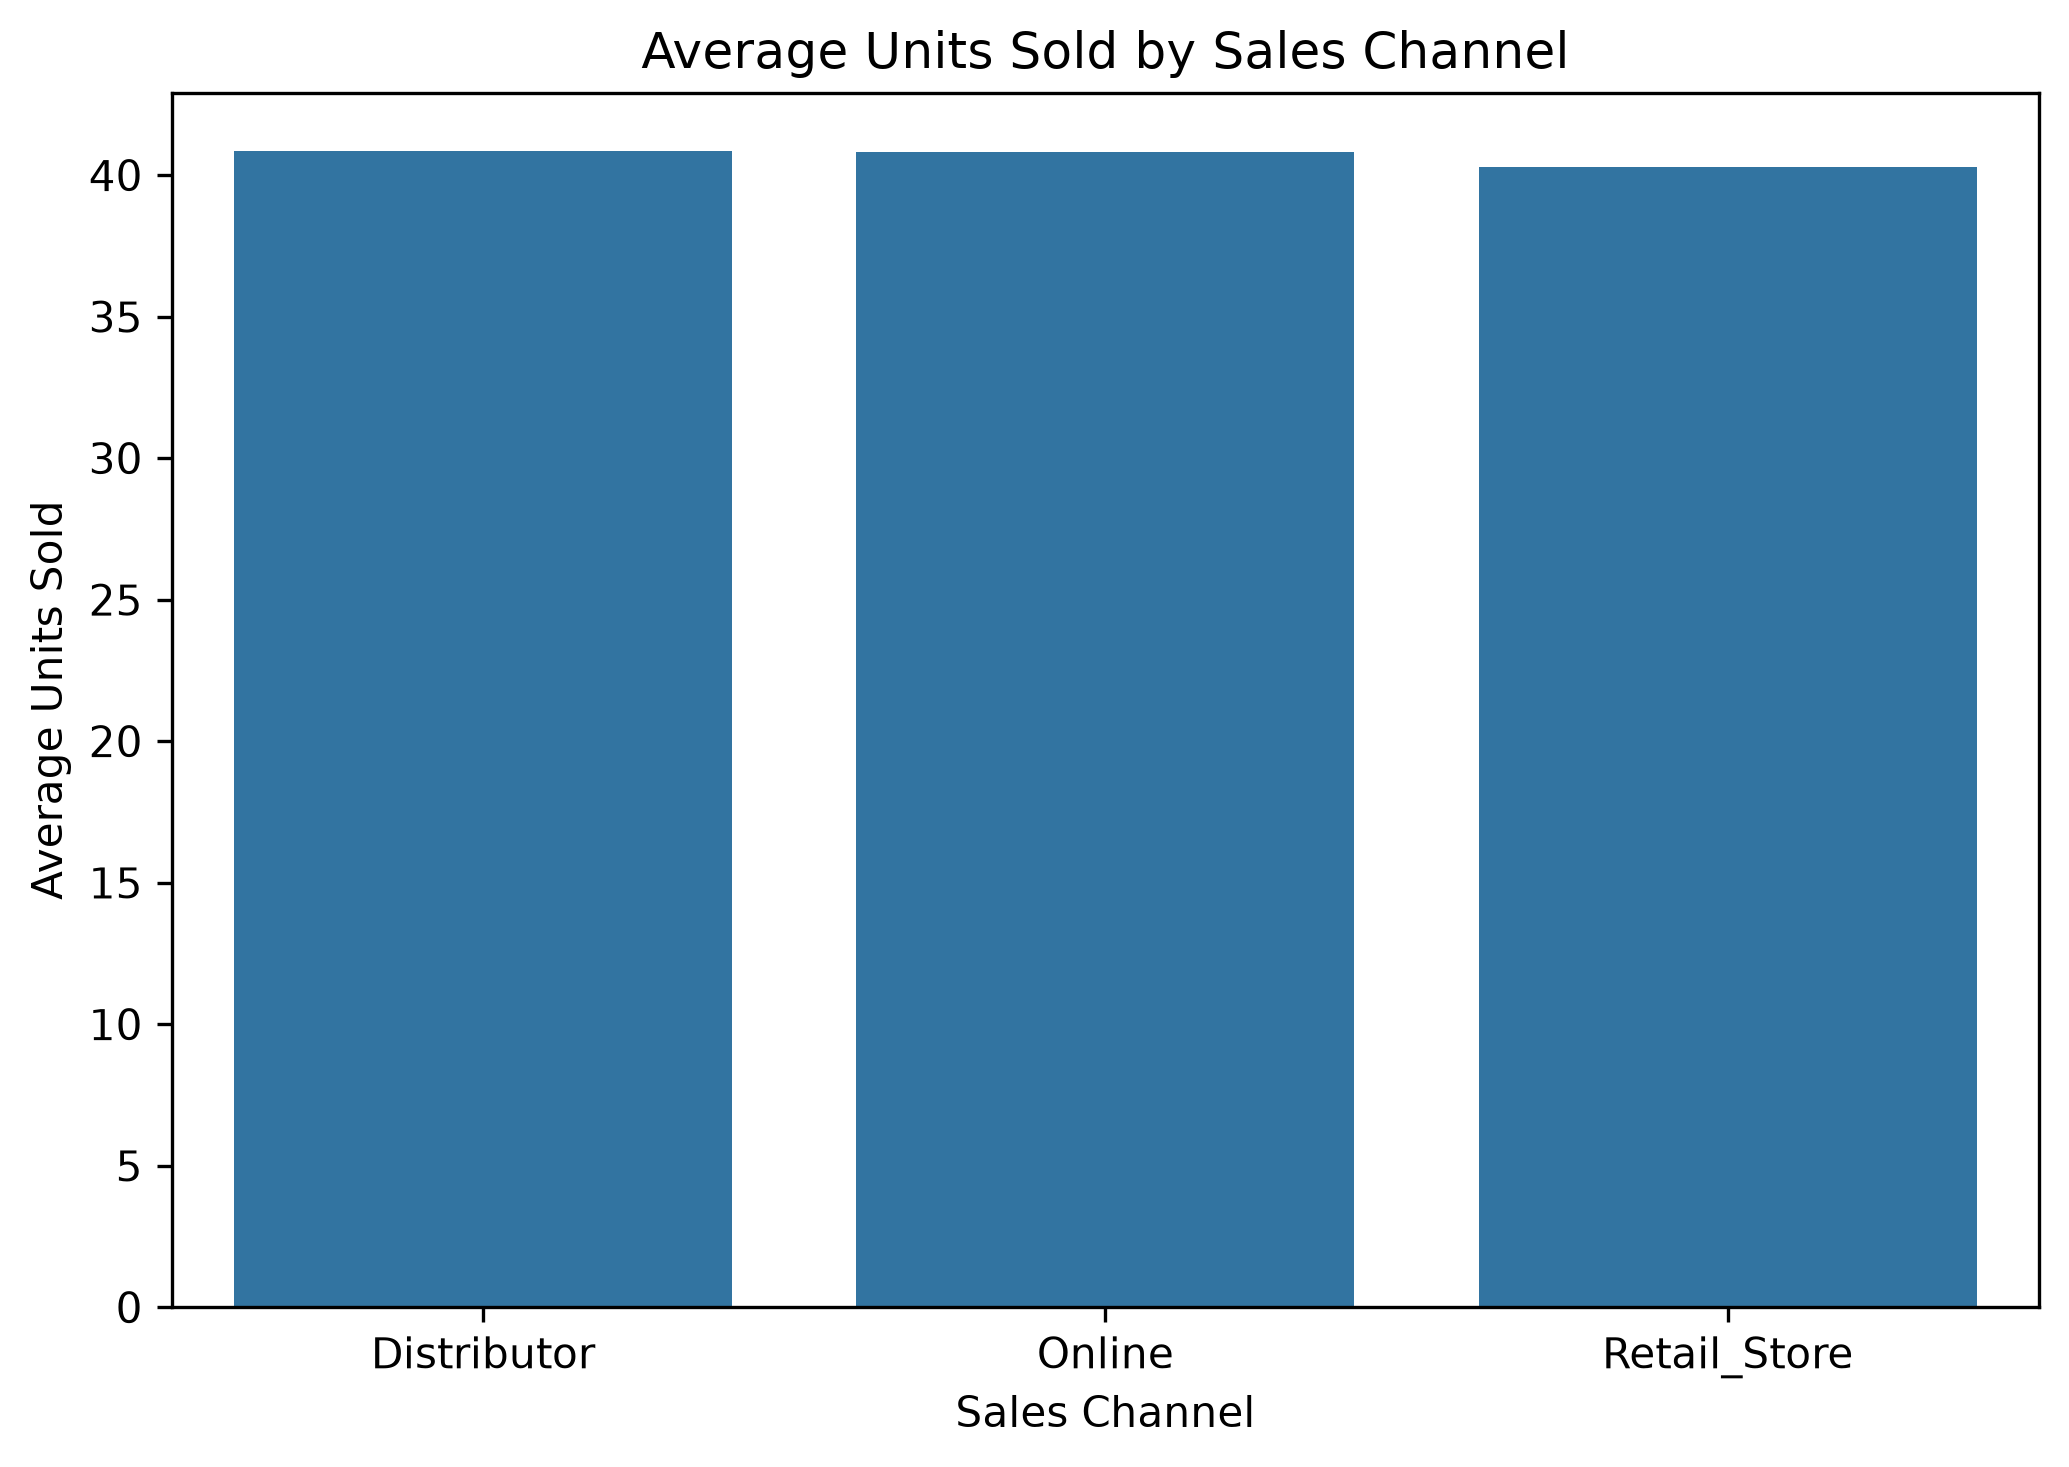 Average Units Sold by Sales Channel
Average Units Sold
40
35
30
25
20
15
10
5
0
Distributor Online Retail_Store
Sales Channel